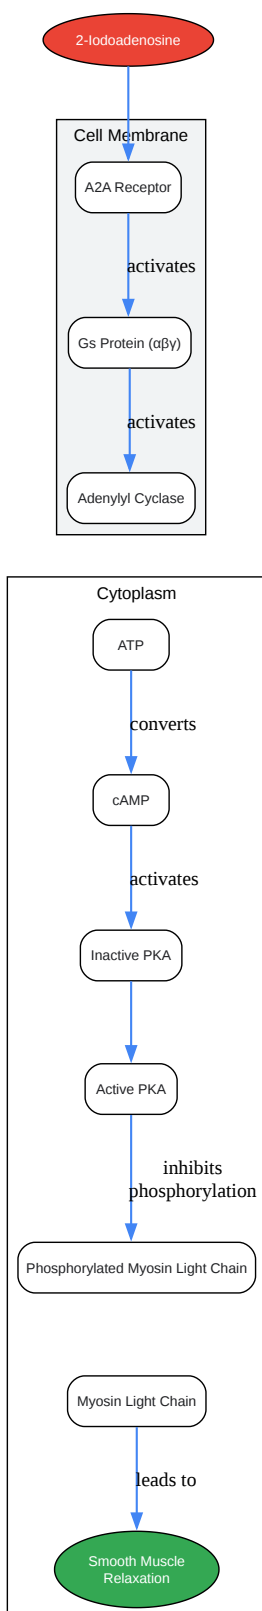 2-Iodoadenosine
Cell Membrane
A2A Receptor
activates
Gs Protein (αβγ)
activates
Adenylyl Cyclase
Cytoplasm
ATP
converts
cAMP
activates
Inactive PKA
Active PKA
inhibits
phosphorylation
Phosphorylated Myosin Light Chain
Myosin Light Chain
leads to
Smooth Muscle
Relaxation